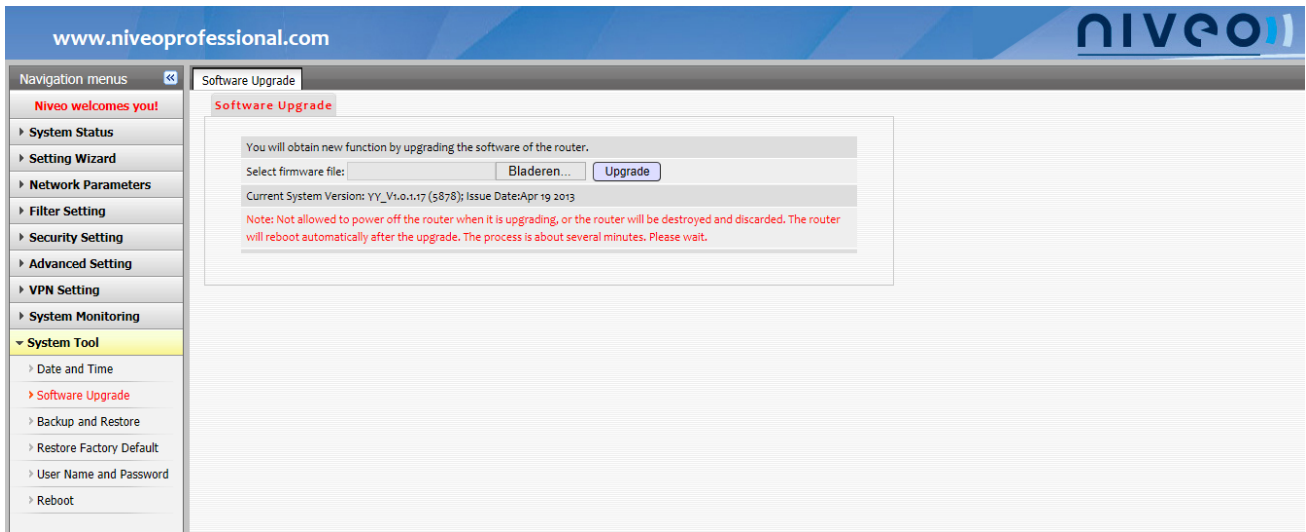 www.niveoprofessional.com
niveo
Navigation menus
Niveo welcomes you!
System Status
Setting Wizard
Network Parameters
Filter Setting
Security Setting
Advanced Setting
VPN Setting
System Monitoring
System Tool
Date and Time
Software Upgrade
Backup and Restore
Restore Factory Default
User Name and Password
Reboot
Software Upgrade
Software Upgrade
You will obtain new function by upgrading the software of the router.
Select firmware file: Bladeren... Upgrade
Current System Version: YY_V1.0.1.17 (5878); Issue Date:Apr 19 2013
Note: Not allowed to power off the router when it is upgrading, or the router will be destroyed and discarded. The router
will reboot automatically after the upgrade. The process is about several minutes. Please wait.